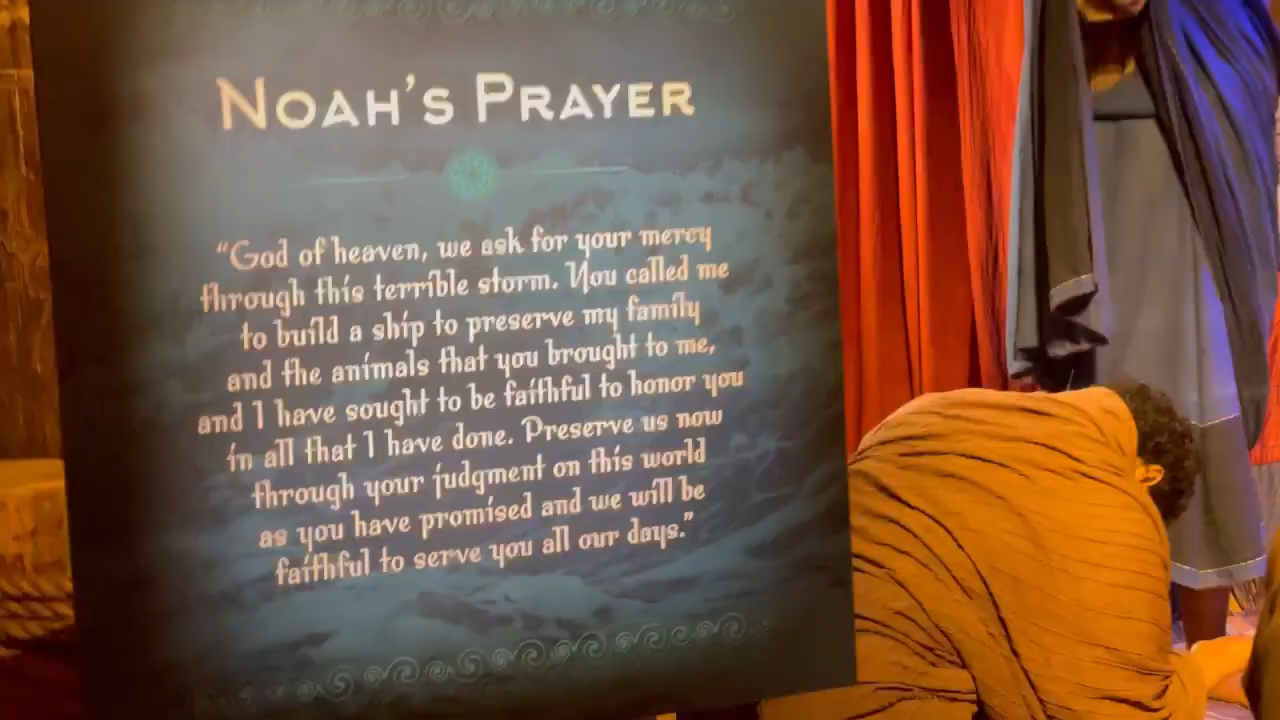 NOAH'S PRAYER
"God of heaven, we ask for your mercy
through this terrible storm. You called me
to build a ship to preserve my family
and the animals that you brought to me,
and I have sought to be faithful to honor you
in all that I have done. Preserve us now
through your judgment on this world
as you have promised and we will be
faithful to serve you all our days."